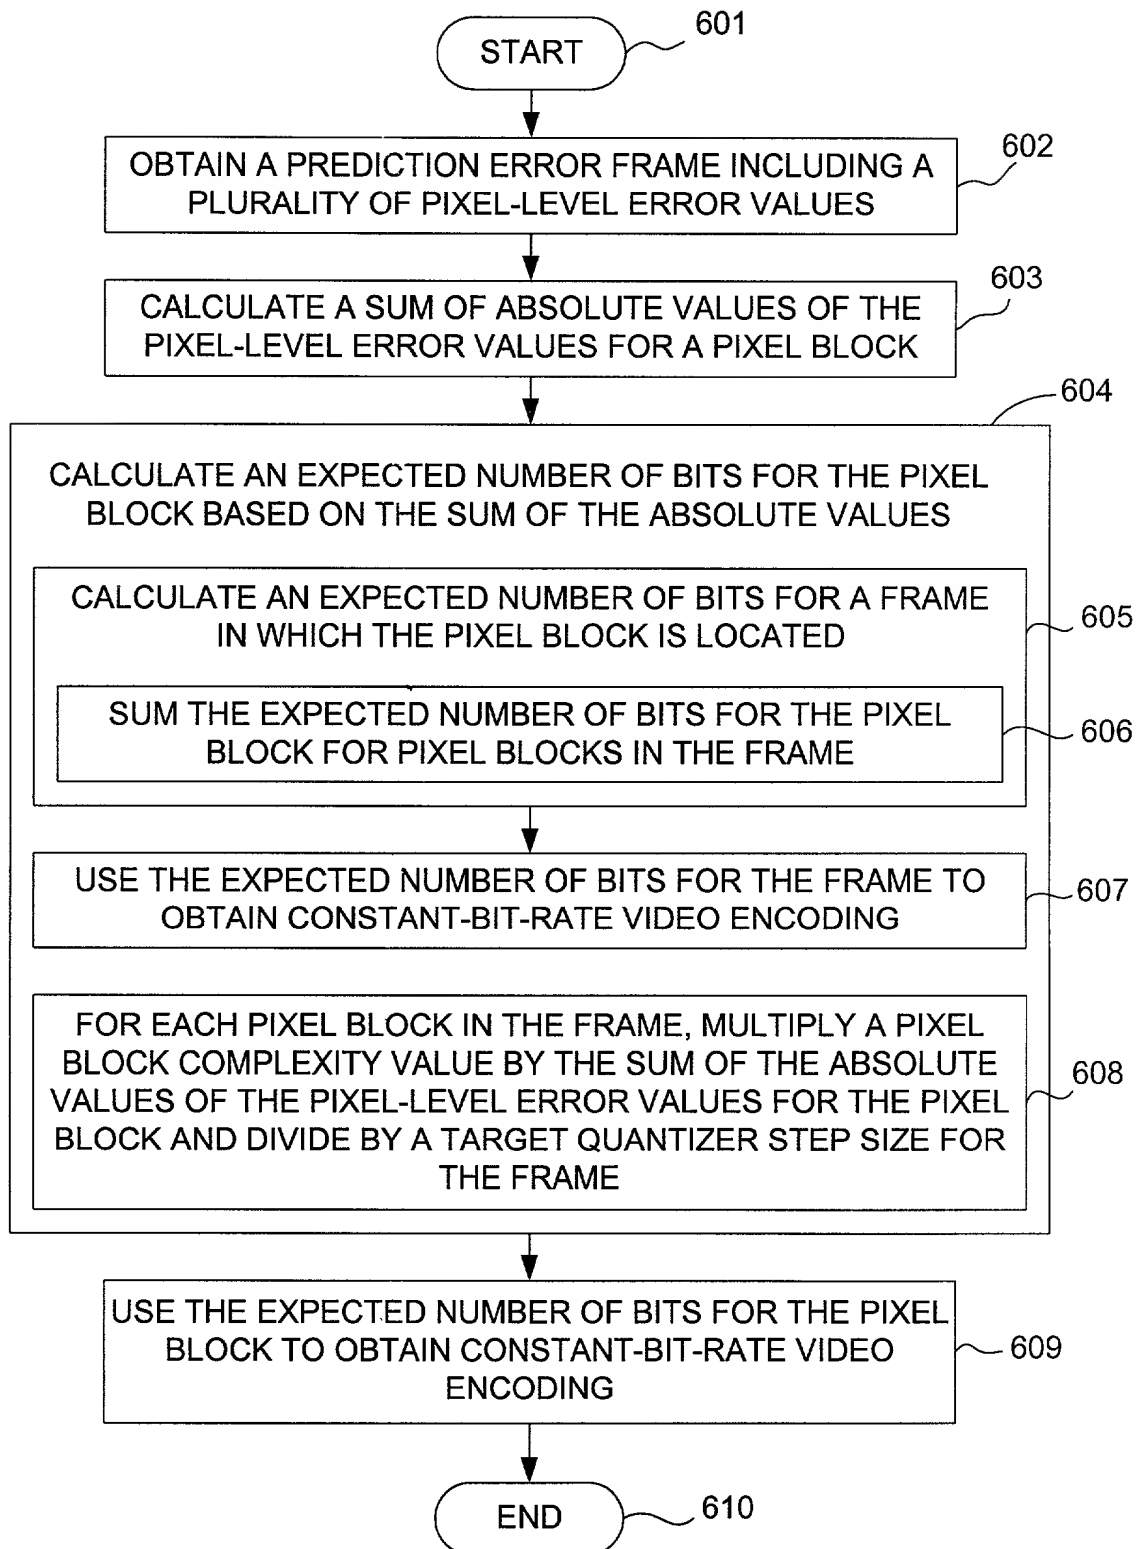 START
601
OBTAIN A PREDICTION ERROR FRAME INCLUDING A
PLURALITY OF PIXEL-LEVEL ERROR VALUES
602
CALCULATE A SUM OF ABSOLUTE VALUES OF THE
PIXEL-LEVEL ERROR VALUES FOR A PIXEL BLOCK
603
604
CALCULATE AN EXPECTED NUMBER OF BITS FOR THE PIXEL
BLOCK BASED ON THE SUM OF THE ABSOLUTE VALUES
CALCULATE AN EXPECTED NUMBER OF BITS FOR A FRAME
IN WHICH THE PIXEL BLOCK IS LOCATED
605
SUM THE EXPECTED NUMBER OF BITS FOR THE PIXEL
BLOCK FOR PIXEL BLOCKS IN THE FRAME
606
USE THE EXPECTED NUMBER OF BITS FOR THE FRAME TO
OBTAIN CONSTANT-BIT-RATE VIDEO ENCODING
607
FOR EACH PIXEL BLOCK IN THE FRAME, MULTIPLY A PIXEL
BLOCK COMPLEXITY VALUE BY THE SUM OF THE ABSOLUTE
VALUES OF THE PIXEL-LEVEL ERROR VALUES FOR THE PIXEL
BLOCK AND DIVIDE BY A TARGET QUANTIZER STEP SIZE FOR
THE FRAME
608
USE THE EXPECTED NUMBER OF BITS FOR THE PIXEL
BLOCK TO OBTAIN CONSTANT-BIT-RATE VIDEO
ENCODING
609
END
610